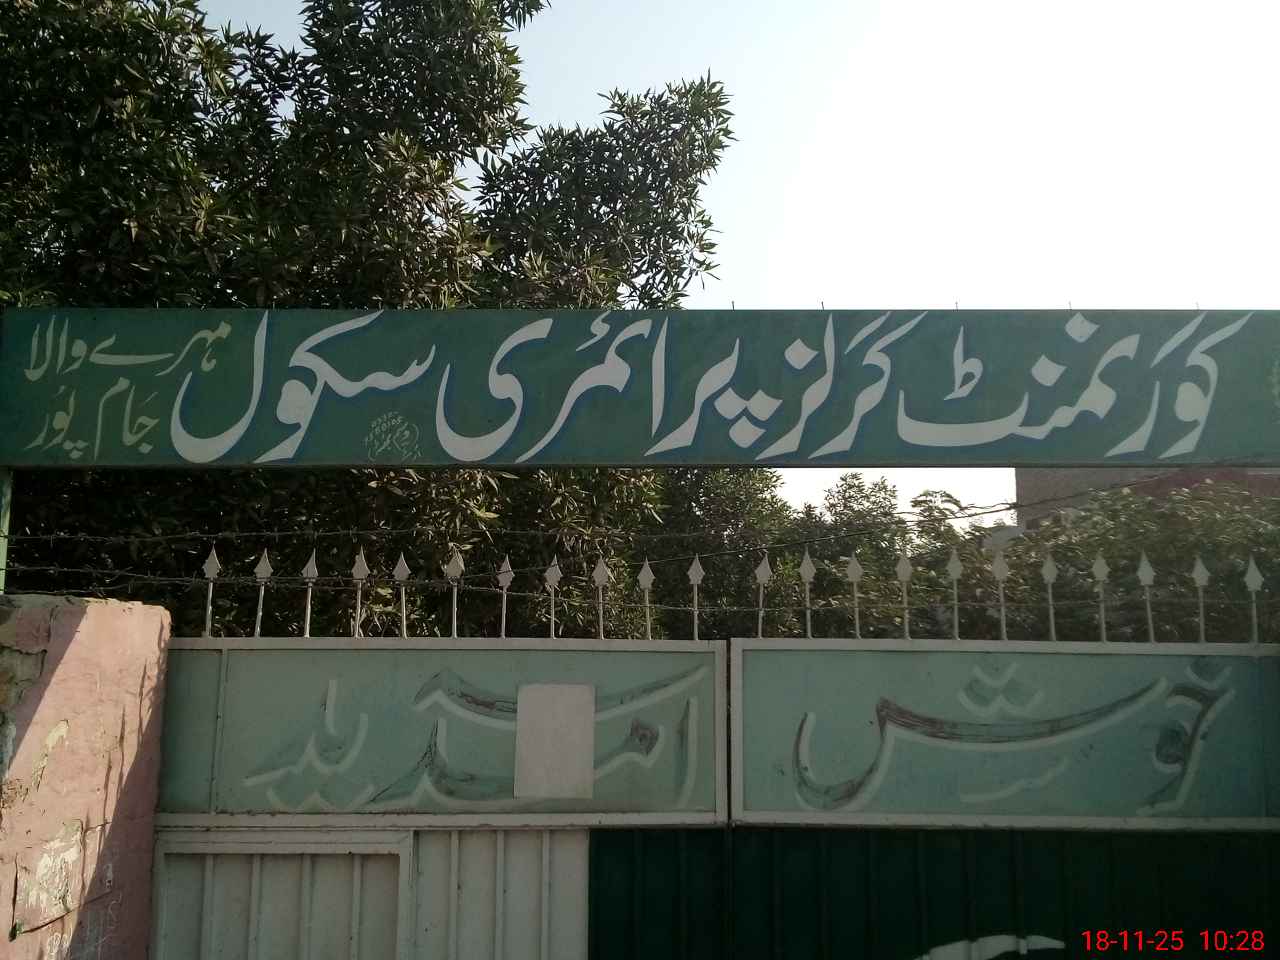 گورنمنٹ گرلز پرائمری سکول
مہرے والا
جام پور
خوش آمدید
18-11-25 10:28